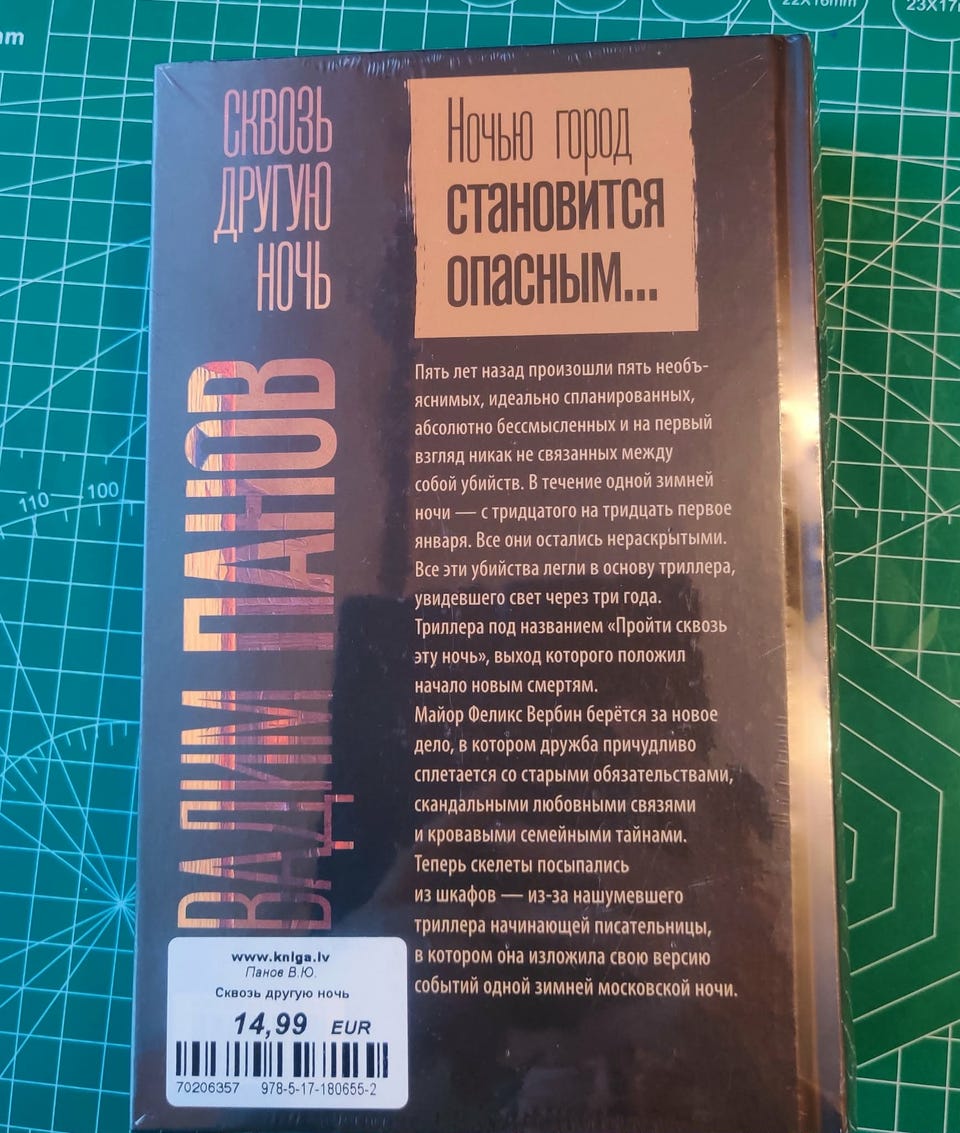 mm
22X16mm
110
100
СКВОЗЬ
ДРУГУЮ
НОЧЬ
ВАДИМ ПАНОВ
Ночью город
становится
опасным...
Пять лет назад произошли пять необъ-
яснимых, идеально спланированных,
абсолютно бессмысленных и на первый
взгляд никак не связанных между
собой убийств. В течение одной зимней
ночи — с тридцатого на тридцать первое
января. Все они остались нераскрытыми.
Все эти убийства легли в основу триллера,
увидевшего свет через три года.
Триллера под названием «Пройти сквозь
эту ночь», выход которого положил
начало новым смертям.
Майор Феликс Вербин берётся за новое
дело, в котором дружба причудливо
сплетается со старыми обязательствами,
скандальными любовными связями
и кровавыми семейными тайнами.
Теперь скелеты посыпались
из шкафов — из-за нашумевшего
триллера начинающей писательницы,
в котором она изложила свою версию
событий одной зимней московской ночи.
www.kniga.lv
Панов В.Ю.
Сквозь другую ночь
14,99 EUR
70206357 978-5-17-180655-2